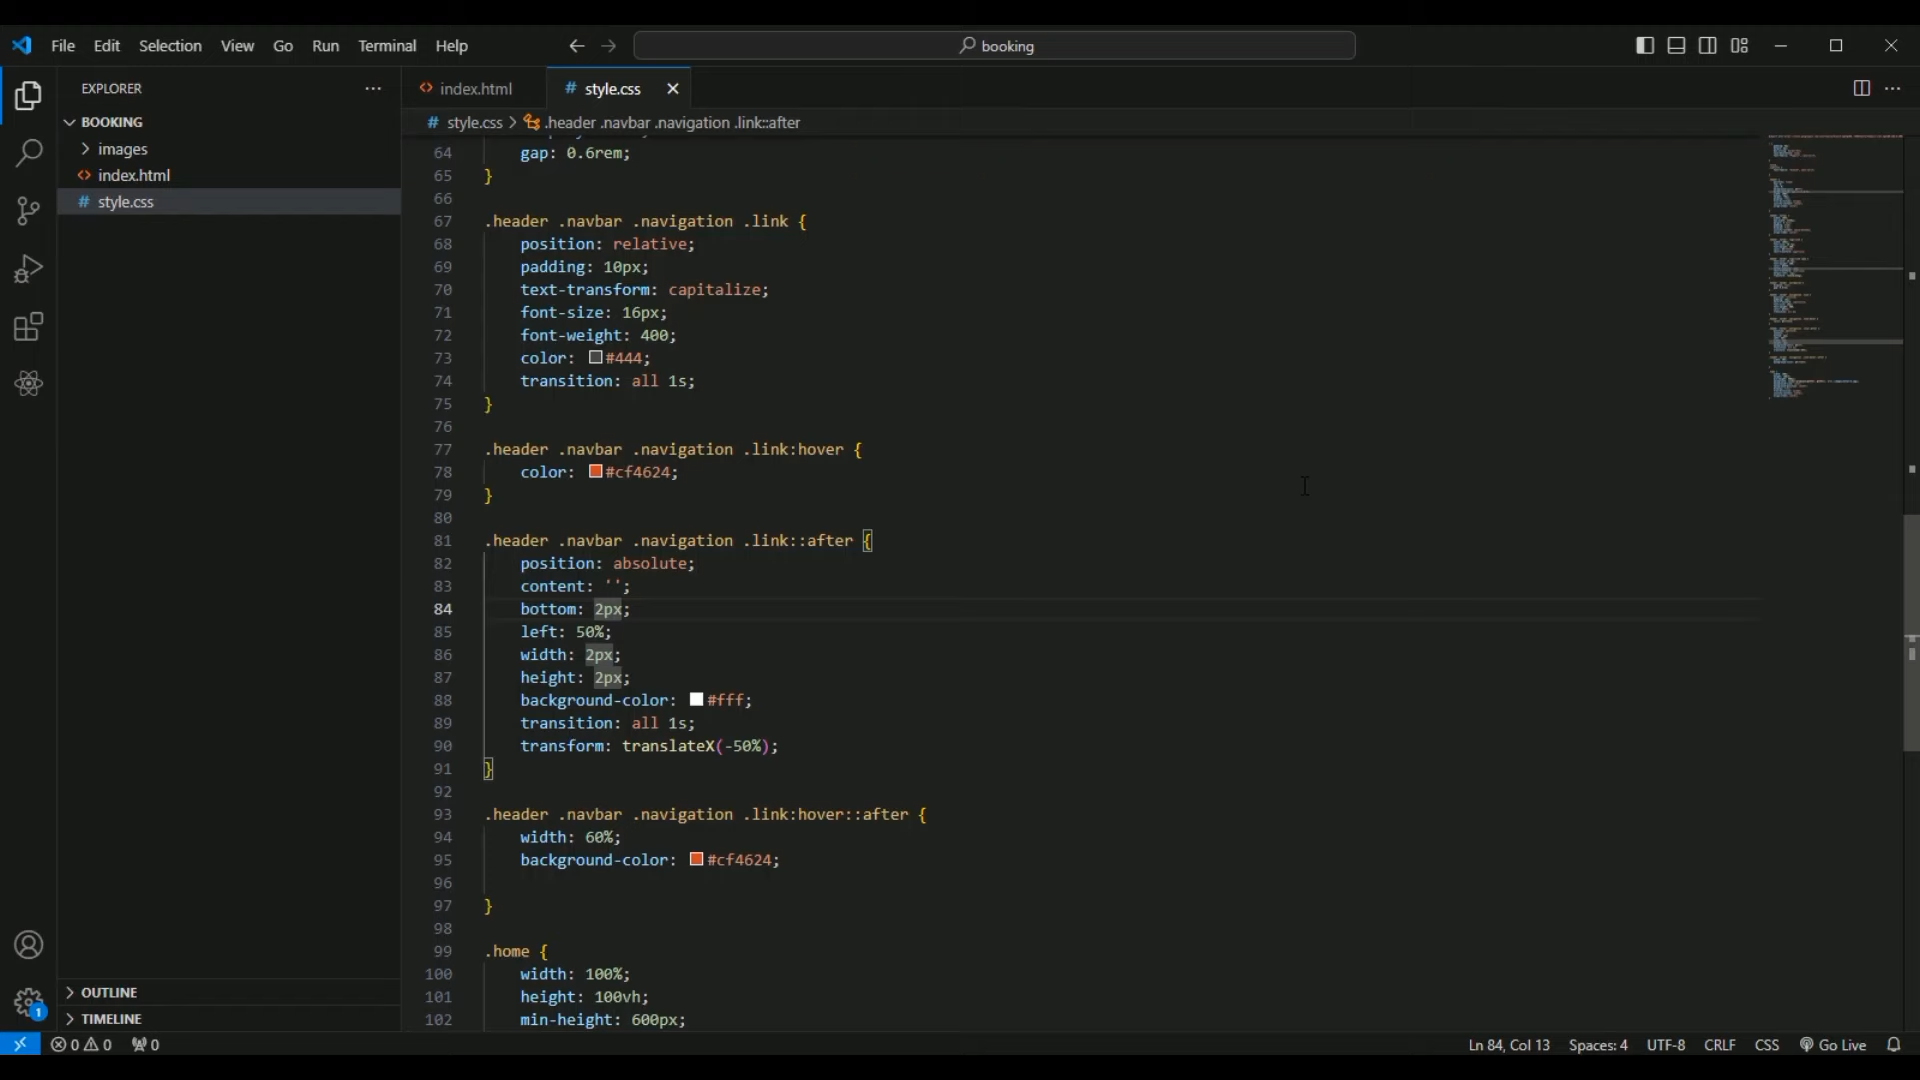 File Edit Selection View Go Run Terminal Help booking
EXPLORER
BOOKING
images
index.html
style.css
OUTLINE
TIMELINE
index.html # style.css
# style.css > .header .navbar .navigation .link::after
64 gap: 0.6rem;
65 }
66
67 .header .navbar .navigation .link {
68 position: relative;
69 padding: 10px;
70 text-transform: capitalize;
71 font-size: 16px;
72 font-weight: 400;
73 color: #444;
74 transition: all 1s;
75 }
76
77 .header .navbar .navigation .link:hover {
78 color: #cf4624;
79 }
80
81 .header .navbar .navigation .link::after {
82 position: absolute;
83 content: '';
84 bottom: 2px;
85 left: 50%;
86 width: 2px;
87 height: 2px;
88 background-color: #fff;
89 transition: all 1s;
90 transform: translateX(-50%);
91 }
92
93 .header .navbar .navigation .link:hover::after {
94 width: 60%;
95 background-color: #cf4624;
96
97 }
98
99 .home {
100 width: 100%;
101 height: 100vh;
102 min-height: 600px;
1
0 0 0 Ln 84, Col 13 Spaces: 4 UTF-8 CRLF CSS Go Live